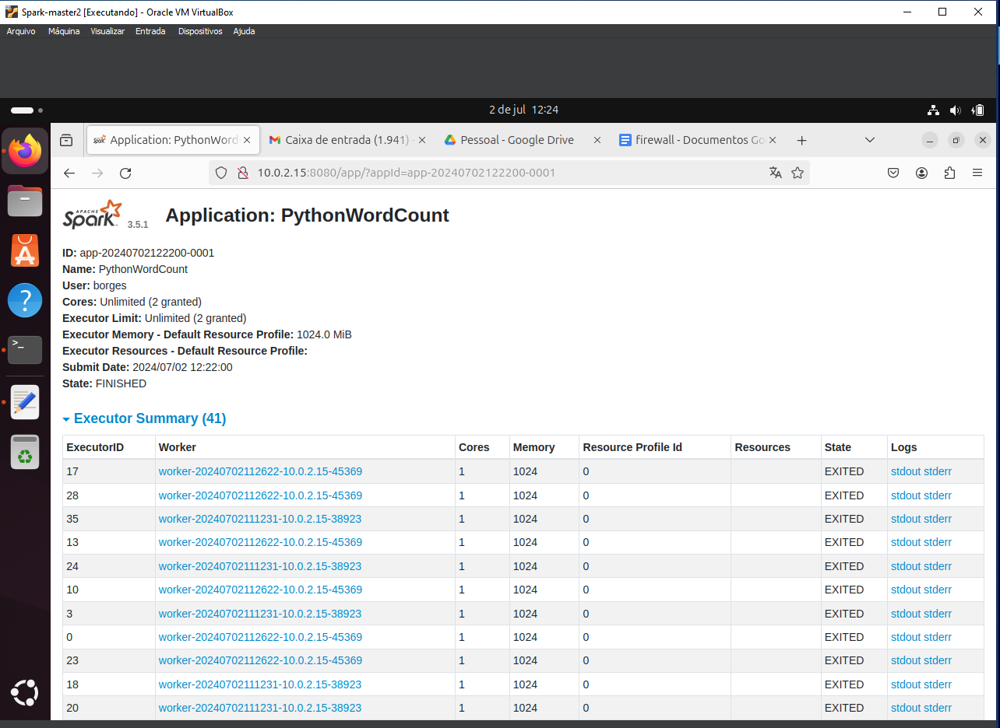 Spark-master2 [Executando] - Oracle VM VirtualBox
Arquivo Máquina Visualizar Entrada Dispositivos Ajuda
2 de jul 12:24
Application: PythonWord Caixa de entrada (1.941) - Pessoal - Google Drive firewall - Documentos Go
10.0.2.15:8080/app/?appId=app-20240702122200-0001
APACHE Spark 3.5.1 Application: PythonWordCount
ID: app-20240702122200-0001
Name: PythonWordCount
User: borges
Cores: Unlimited (2 granted)
Executor Limit: Unlimited (2 granted)
Executor Memory - Default Resource Profile: 1024.0 MiB
Executor Resources - Default Resource Profile:
Submit Date: 2024/07/02 12:22:00
State: FINISHED
Executor Summary (41)
ExecutorID Worker Cores Memory Resource Profile Id Resources State Logs
17 worker-20240702112622-10.0.2.15-45369 1 1024 0 EXITED stdout stderr
28 worker-20240702112622-10.0.2.15-45369 1 1024 0 EXITED stdout stderr
35 worker-20240702111231-10.0.2.15-38923 1 1024 0 EXITED stdout stderr
13 worker-20240702112622-10.0.2.15-45369 1 1024 0 EXITED stdout stderr
24 worker-20240702111231-10.0.2.15-38923 1 1024 0 EXITED stdout stderr
10 worker-20240702112622-10.0.2.15-45369 1 1024 0 EXITED stdout stderr
3 worker-20240702111231-10.0.2.15-38923 1 1024 0 EXITED stdout stderr
0 worker-20240702112622-10.0.2.15-45369 1 1024 0 EXITED stdout stderr
23 worker-20240702112622-10.0.2.15-45369 1 1024 0 EXITED stdout stderr
18 worker-20240702111231-10.0.2.15-38923 1 1024 0 EXITED stdout stderr
20 worker-20240702111231-10.0.2.15-38923 1 1024 0 EXITED stdout stderr